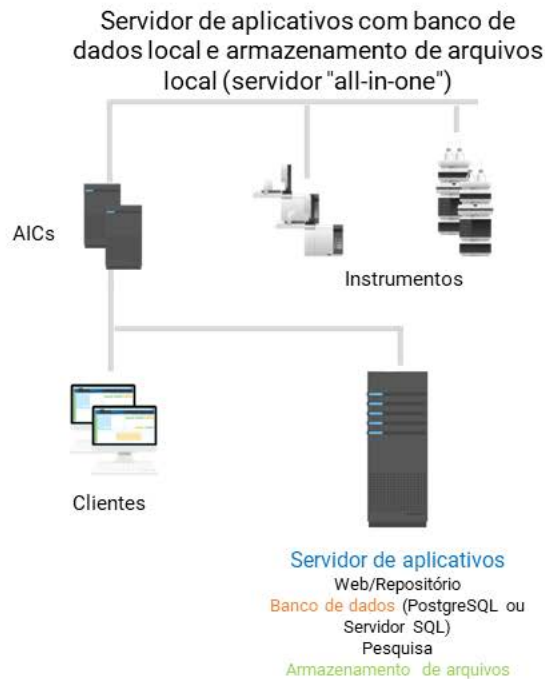 Servidor de aplicativos com banco de
dados local e armazenamento de arquivos
local (servidor "all-in-one")
AICs
Instrumentos
Clientes
Servidor de aplicativos
Web/Repositório
Banco de dados (PostgreSQL ou
Servidor SQL)
Pesquisa
Armazenamento de arquivos